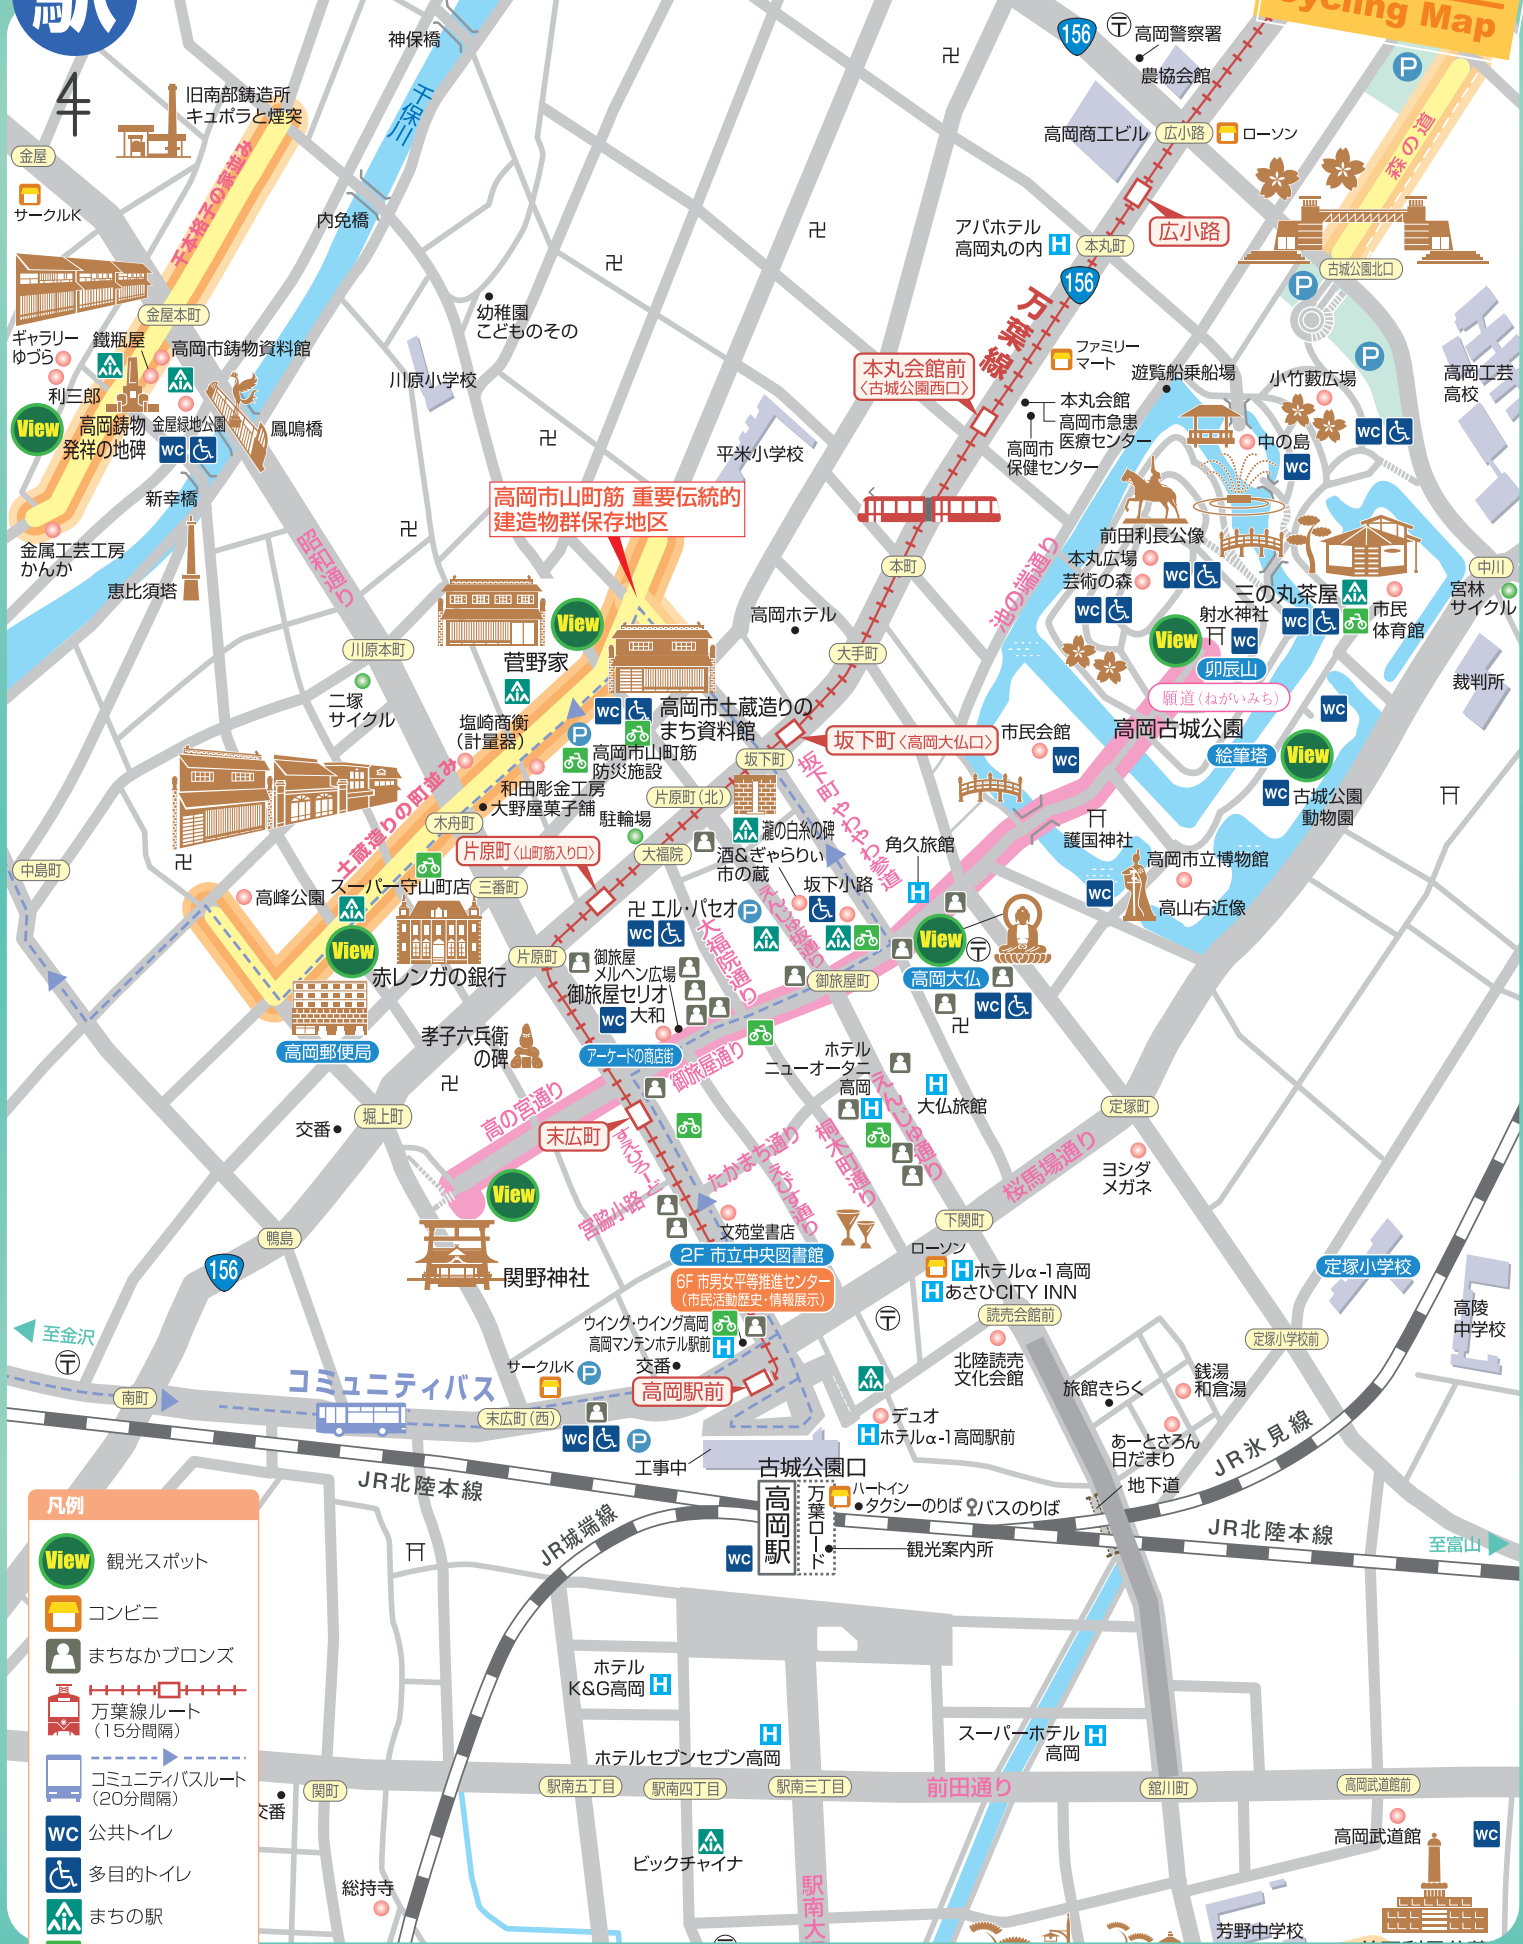 駅
Cycling Map
神保橋
千保川
156
高岡警察署
農協会館
旧南部鋳造所
キュポラと煙突
金屋
サークルK
千本格子の家並み
内免橋
高岡商工ビル
広小路
ローソン
森の道
アパホテル
高岡丸の内
本丸町
広小路
古城公園北口
156
万葉線
幼稚園
こどものその
金屋本町
ギャラリー
ゆづら
鐵瓶屋
高岡市鋳物資料館
利三郎
View
高岡鋳物
発祥の地碑
金屋緑地公園
WC
鳳鳴橋
新幸橋
川原小学校
本丸会館前
〈古城公園西口〉
ファミリー
マート
遊覧船乗船場
小竹藪広場
高岡工芸
高校
本丸会館
高岡市急患
医療センター
高岡市
保健センター
中の島
WC
WC
平米小学校
高岡市山町筋 重要伝統的
建造物群保存地区
金属工芸工房
かんか
恵比須塔
昭和通り
本町
池の端通り
前田利長公像
本丸広場
芸術の森
WC
WC
三の丸茶屋
射水神社
WC
WC
市民
体育館
中川
宮林
サイクル
View
卯辰山
願道(ねがいみち)
高岡古城公園
WC
絵筆塔
View
WC
古城公園
動物園
裁判所
川原本町
二塚
サイクル
菅野家
View
高岡ホテル
大手町
WC
高岡市土蔵造りの
まち資料館
塩崎商衡
(計量器)
高岡市山町筋
防災施設
和田彫金工房
大野屋菓子舗
坂下町〈高岡大仏口〉
坂下町
市民会館
WC
坂下町 やわやわ参道
片原町(北)
土蔵造りの町並み
木舟町
片原町〈山町筋入り口〉
駐輪場
大福院
瀧の白糸の碑
酒&ぎゃらりぃ
市の蔵
角久旅館
護国神社
高岡市立博物館
WC
高山右近像
坂下小路
中島町
高峰公園
スーパー守山町店
三番町
View
赤レンガの銀行
エル・パセオ
WC
大福院通り
えんじゅ坂通り
View
高岡大仏
WC
片原町
御旅屋
メルヘン広場
御旅屋セリオ
WC
大和
御旅屋町
高岡郵便局
孝子六兵衛
の碑
アーケードの商店街
御旅屋通り
ホテル
ニューオータニ
高岡
大仏旅館
えんじゅ通り
定塚町
堀上町
交番
高の宮通り
末広町
すえひろーど
たかまち通り
えびす通り
桐木町通り
桜馬場通り
ヨシダ
メガネ
View
宮脇小路
文苑堂書店
関野神社
鴨島
156
下関町
ローソン
ホテルα-1高岡
あさひCITY INN
読売会館前
定塚小学校
定塚小学校前
高陵
中学校
2F 市立中央図書館
6F 市男女平等推進センター
(市民活動歴史・情報展示)
ウイング・ウイング高岡
高岡マンテンホテル駅前
交番
至金沢
コミュニティバス
サークルK
南町
末広町(西)
WC
高岡駅前
北陸読売
文化会館
旅館きらく
銭湯
和倉湯
デュオ
ホテルα-1高岡駅前
あーとさろん
日だまり
JR氷見線
工事中
古城公園口
高岡駅
万葉ロード
ハートイン
タクシーのりば
バスのりば
地下道
JR北陸本線
JR城端線
WC
観光案内所
JR北陸本線
至富山
凡例
View
観光スポット
コンビニ
まちなかブロンズ
万葉線ルート
(15分間隔)
コミュニティバスルート
(20分間隔)
WC
公共トイレ
多目的トイレ
まちの駅
ホテル
K&G高岡
ホテルセブンセブン高岡
スーパーホテル
高岡
関町
交番
駅南五丁目
駅南四丁目
駅南三丁目
前田通り
舘川町
高岡武道館前
高岡武道館
WC
ビックチャイナ
総持寺
駅南大
芳野中学校